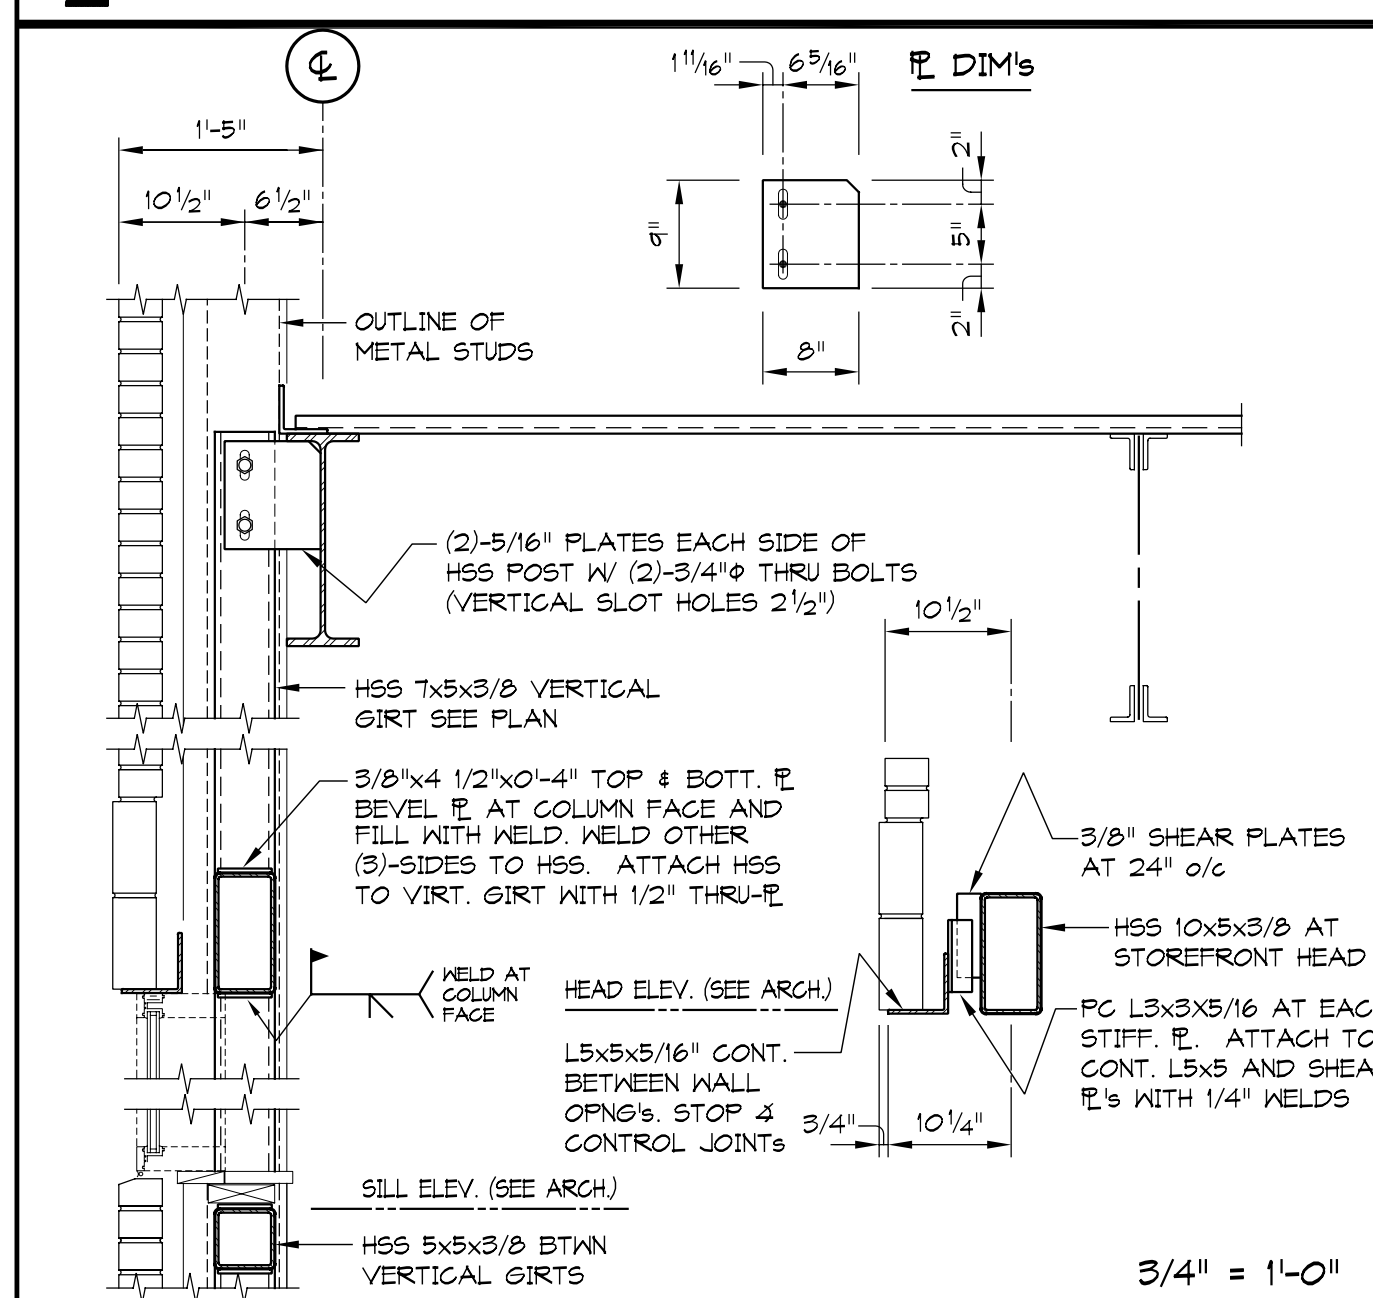 ℄
1'-5"
10 1/2" 6 1/2"
1 11/16" 6 5/16"
℞ DIM's
2"
9"
5"
2"
8"
OUTLINE OF
METAL STUDS
(2)-5/16" PLATES EACH SIDE OF
HSS POST W/ (2)-3/4"Φ THRU BOLTS
(VERTICAL SLOT HOLES 2 1/2")
HSS 7x5x3/8 VERTICAL
GIRT SEE PLAN
3/8"x4 1/2"x0'-4" TOP & BOTT. ℞
BEVEL ℞ AT COLUMN FACE AND
FILL WITH WELD. WELD OTHER
(3)-SIDES TO HSS. ATTACH HSS
TO VIRT. GIRT WITH 1/2" THRU-℞
WELD AT
COLUMN
FACE
10 1/2"
3/8" SHEAR PLATES
AT 24" o/c
HSS 10x5x3/8 AT
STOREFRONT HEAD
HEAD ELEV. (SEE ARCH.)
PC L3x3X5/16 AT EAC
STIFF. ℞. ATTACH TO
CONT. L5x5 AND SHEA
℞'s WITH 1/4" WELDS
L5x5x5/16" CONT.
BETWEEN WALL
OPNG's. STOP
CONTROL JOINTs
3/4" 10 1/4"
SILL ELEV. (SEE ARCH.)
HSS 5x5x3/8 BTWN
VERTICAL GIRTS
3/4" = 1'-0"